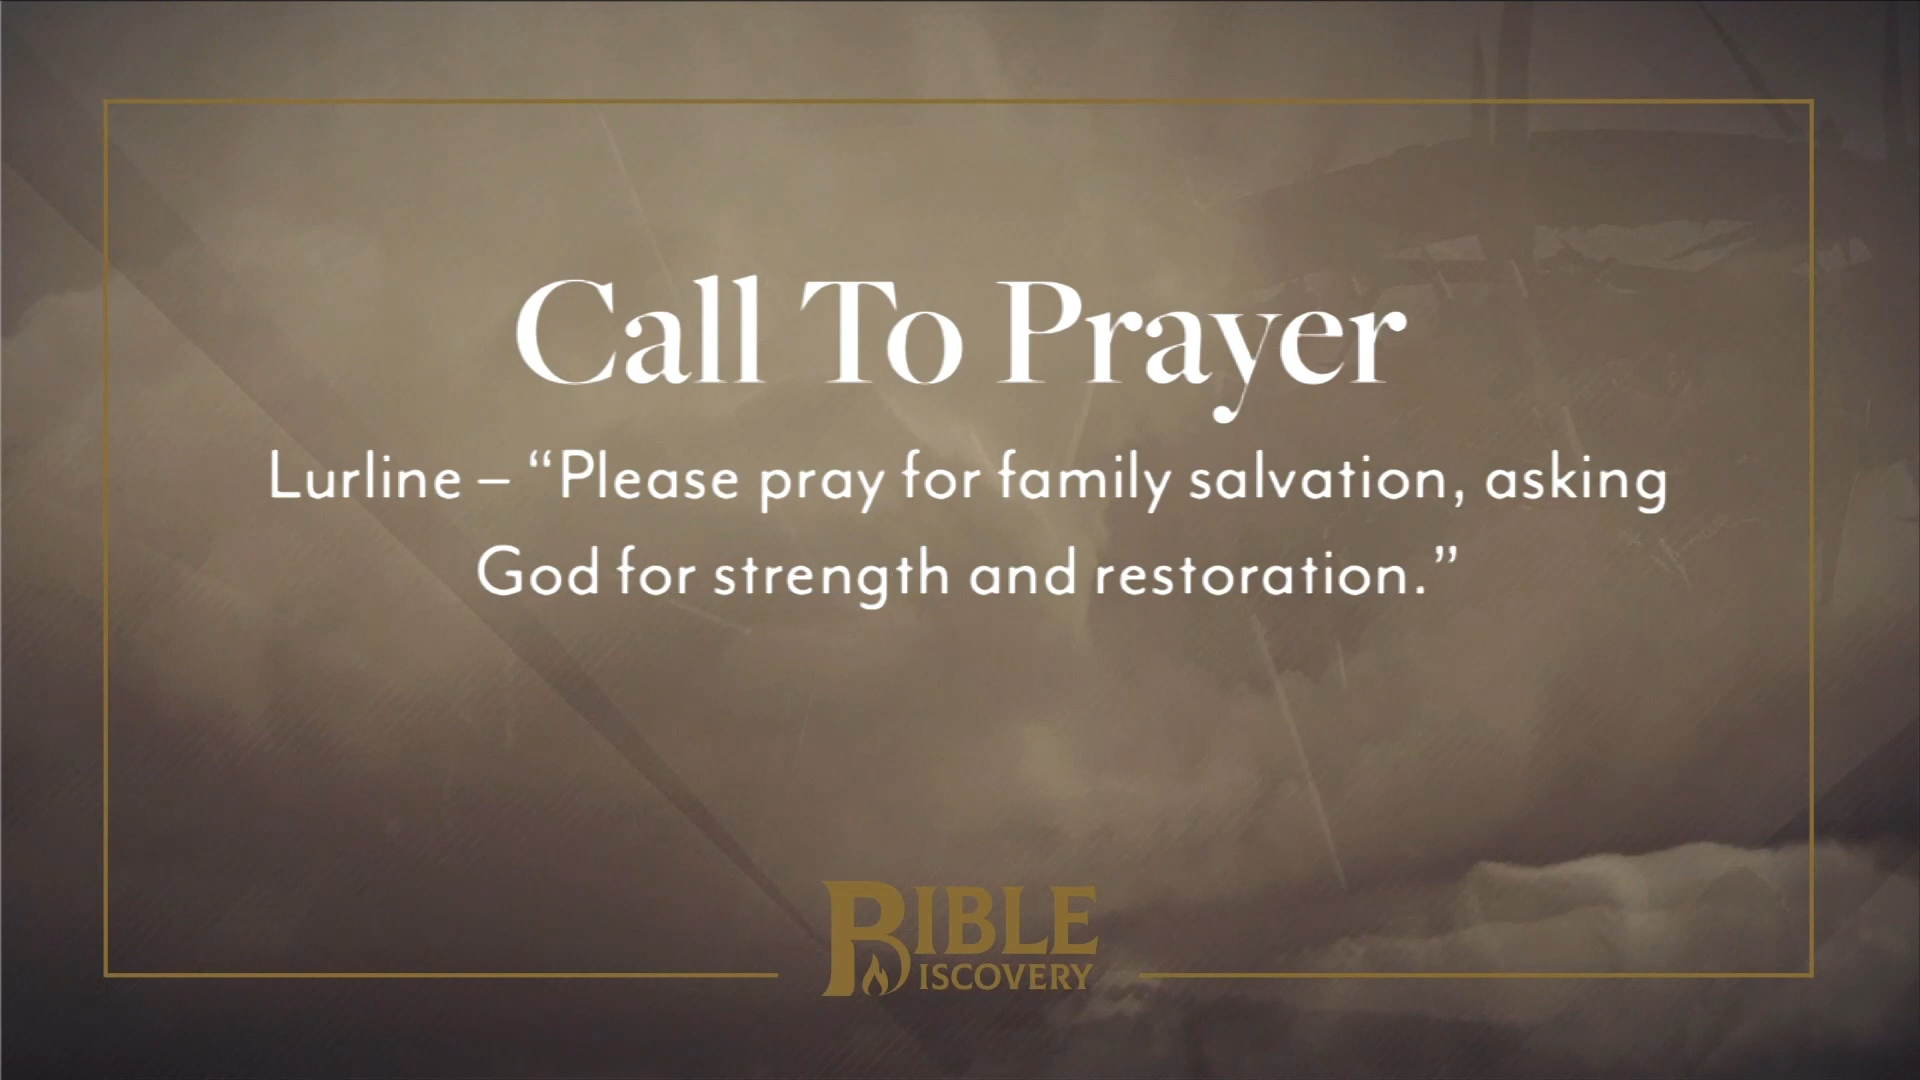 Call To Prayer
Lurline – “Please pray for family salvation, asking
God for strength and restoration.”
BIBLE
DISCOVERY